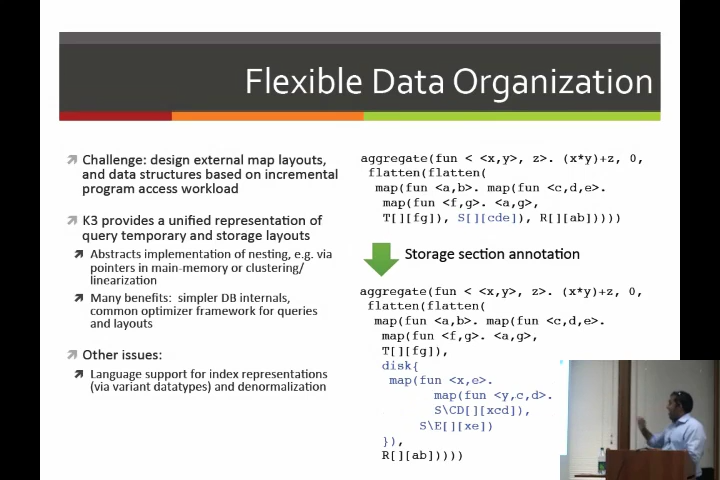 Flexible Data Organization
Challenge: design external map layouts,
and data structures based on incremental
program access workload
K3 provides a unified representation of
query temporary and storage layouts
Abstracts implementation of nesting, e.g. via
pointers in main-memory or clustering/
linearization
Many benefits: simpler DB internals,
common optimizer framework for queries
and layouts
Other issues:
Language support for index representations
(via variant datatypes) and denormalization
aggregate(fun < <x,y>, z>. (x*y)+z, 0,
flatten(flatten(
map(fun <a,b>. map(fun <c,d,e>.
map(fun <f,g>. <a,g>,
T[][fg]), S[][cde]), R[][ab]))))
Storage section annotation
aggregate(fun < <x,y>, z>. (x*y)+z, 0,
flatten(flatten(
map(fun <a,b>. map(fun <c,d,e>.
map(fun <f,g>. <a,g>,
T[][fg]),
disk{
map(fun <x,e>.
map(fun <y,c,d>.
S\CD[][xcd]),
S\E[][xe])
}),
R[][ab]))))